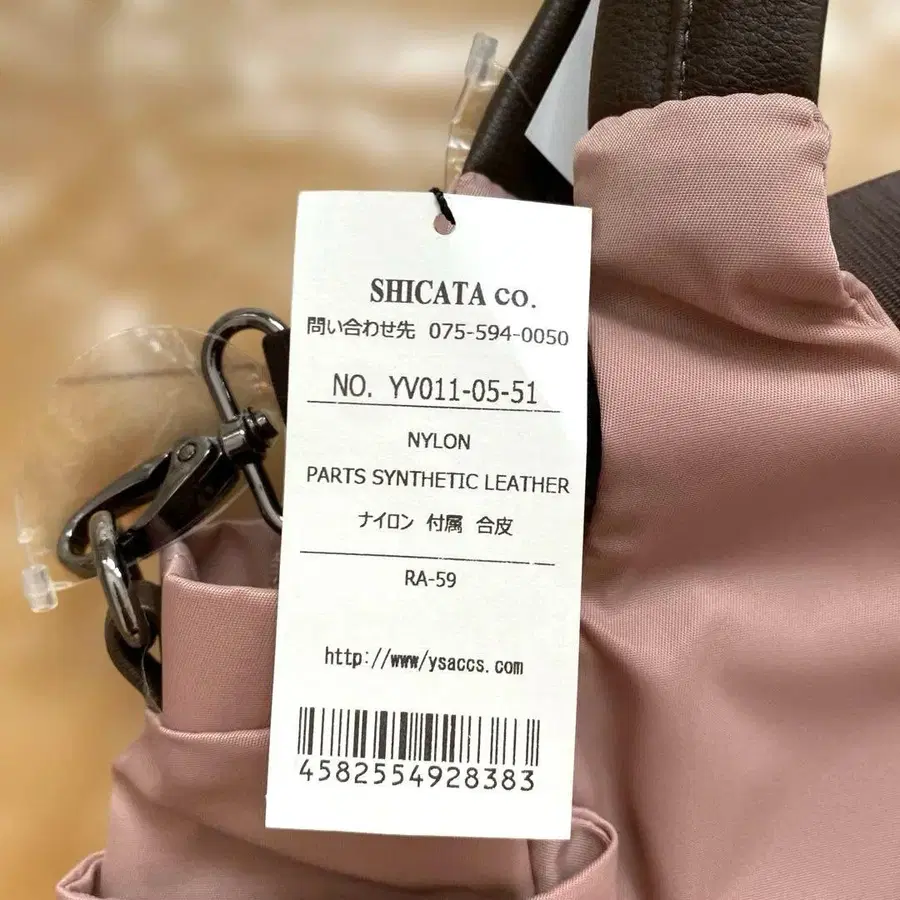 SHICATA CO.
問い合わせ先 075-594-0050
NO. YV011-05-51
NYLON
PARTS SYNTHETIC LEATHER
ナイロン 付属 合皮
RA-59
http://www/ysaccs.com
4582554928383